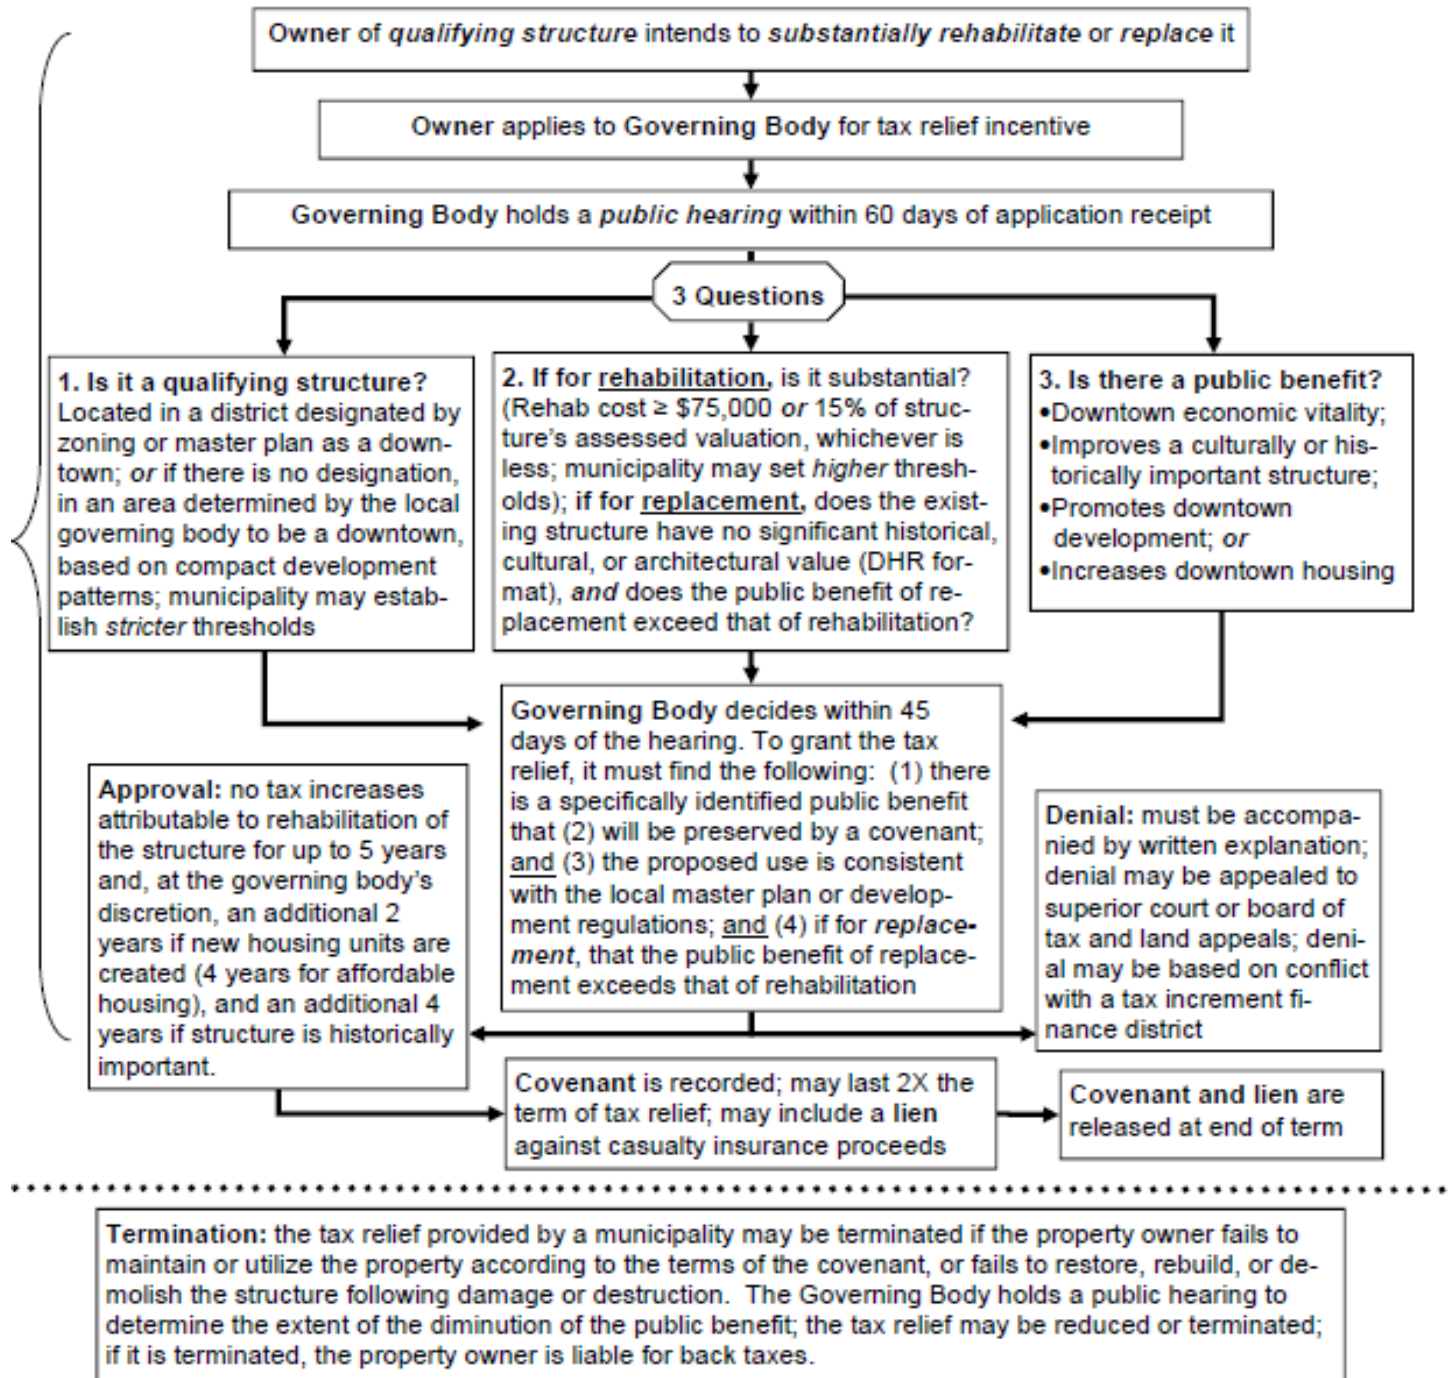 Owner of qualifying structure intends to substantially rehabilitate or replace it
Owner applies to Governing Body for tax relief incentive
Governing Body holds a public hearing within 60 days of application receipt
3 Questions
1. Is it a qualifying structure?
Located in a district designated by
zoning or master plan as a down-
town; or if there is no designation,
in an area determined by the local
governing body to be a downtown,
based on compact development
patterns; municipality may estab-
lish stricter thresholds
2. If for rehabilitation, is it substantial?
(Rehab cost ≥ $75,000 or 15% of struc-
ture's assessed valuation, whichever is
less; municipality may set higher thresh-
olds); if for replacement, does the exist-
ing structure have no significant historical,
cultural, or architectural value (DHR for-
mat), and does the public benefit of re-
placement exceed that of rehabilitation?
3. Is there a public benefit?
•Downtown economic vitality;
•Improves a culturally or his-
torically important structure;
•Promotes downtown
development; or
•Increases downtown housing
Governing Body decides within 45
days of the hearing. To grant the tax
relief, it must find the following: (1) there
is a specifically identified public benefit
that (2) will be preserved by a covenant;
and (3) the proposed use is consistent
with the local master plan or develop-
ment regulations; and (4) if for replace-
ment, that the public benefit of replace-
ment exceeds that of rehabilitation
Approval: no tax increases
attributable to rehabilitation of
the structure for up to 5 years
and, at the governing body's
discretion, an additional 2
years if new housing units are
created (4 years for affordable
housing), and an additional 4
years if structure is historically
important.
Denial: must be accompa-
nied by written explanation;
denial may be appealed to
superior court or board of
tax and land appeals; deni-
al may be based on conflict
with a tax increment fi-
nance district
Covenant is recorded; may last 2X the
term of tax relief; may include a lien
against casualty insurance proceeds
Covenant and lien are
released at end of term
Termination: the tax relief provided by a municipality may be terminated if the property owner fails to
maintain or utilize the property according to the terms of the covenant, or fails to restore, rebuild, or de-
molish the structure following damage or destruction. The Governing Body holds a public hearing to
determine the extent of the diminution of the public benefit; the tax relief may be reduced or terminated;
if it is terminated, the property owner is liable for back taxes.